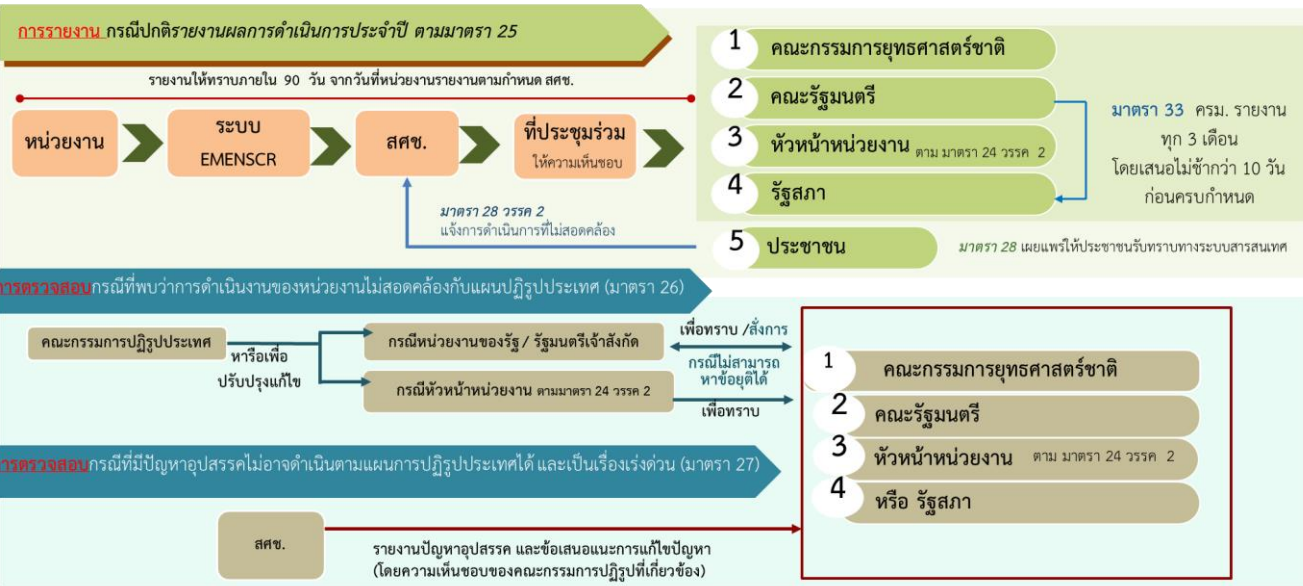 การรายงาน กรณีปกติรายงานผลการดำเนินการประจำปี ตามมาตรา 25
รายงานให้ทราบภายใน 90 วัน จากวันที่หน่วยงานรายงานตามกำหนด สศช.
หน่วยงาน
ระบบ
EMENSCR
สศช.
ที่ประชุมร่วม
ให้ความเห็นชอบ
1 คณะกรรมการยุทธศาสตร์ชาติ
2 คณะรัฐมนตรี
3 หัวหน้าหน่วยงาน ตาม มาตรา 24 วรรค 2
4 รัฐสภา
5 ประชาชน
มาตรา 33 ครม. รายงาน
ทุก 3 เดือน
โดยเสนอไม่ช้ากว่า 10 วัน
ก่อนครบกำหนด
มาตรา 28 วรรค 2
แจ้งการดำเนินการที่ไม่สอดคล้อง
มาตรา 28 เผยแพร่ให้ประชาชนรับทราบทางระบบสารสนเทศ
การตรวจสอบกรณีที่พบว่าการดำเนินงานของหน่วยงานไม่สอดคล้องกับแผนปฏิรูปประเทศ (มาตรา 26)
คณะกรรมการปฏิรูปประเทศ
หารือเพื่อ
ปรับปรุงแก้ไข
กรณีหน่วยงานของรัฐ / รัฐมนตรีเจ้าสังกัด
กรณีหัวหน้าหน่วยงาน ตามมาตรา 24 วรรค 2
เพื่อทราบ /สั่งการ
กรณีไม่สามารถ
หาข้อยุติได้
เพื่อทราบ
1 คณะกรรมการยุทธศาสตร์ชาติ
2 คณะรัฐมนตรี
3 หัวหน้าหน่วยงาน ตาม มาตรา 24 วรรค 2
4 หรือ รัฐสภา
การตรวจสอบกรณีที่มีปัญหาอุปสรรคไม่อาจดำเนินตามแผนการปฏิรูปประเทศได้ และเป็นเรื่องเร่งด่วน (มาตรา 27)
สศช.
รายงานปัญหาอุปสรรค และข้อเสนอแนะการแก้ไขปัญหา
(โดยความเห็นชอบของคณะกรรมการปฏิรูปที่เกี่ยวข้อง)